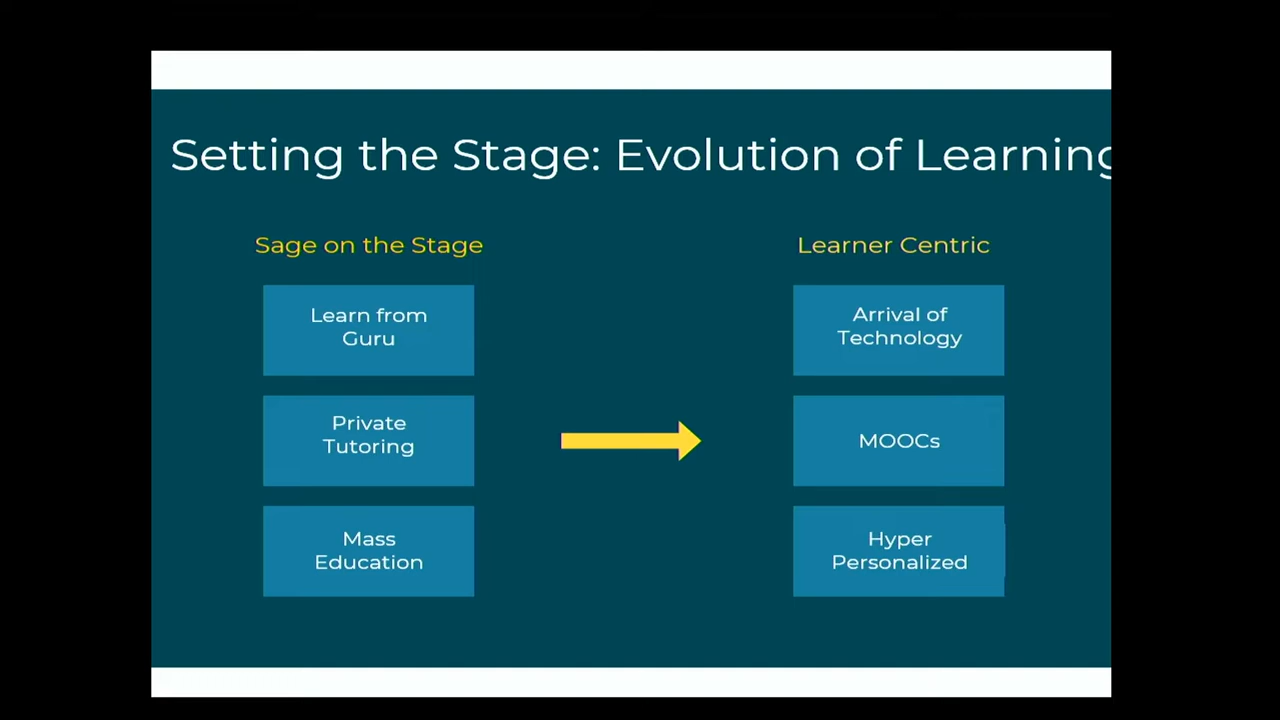 Setting the Stage: Evolution of Learning
Sage on the Stage
Learn from
Guru
Private
Tutoring
Mass
Education
Learner Centric
Arrival of
Technology
MOOCs
Hyper
Personalized